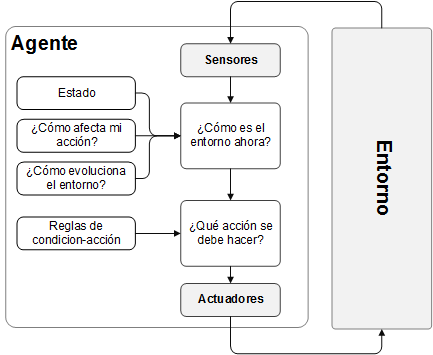 Agente
Sensores
Estado
¿Cómo afecta mi
acción?
¿Cómo evoluciona
el entorno?
¿Cómo es el
entorno ahora?
Reglas de
condicion-acción
¿Qué acción se
debe hacer?
Actuadores
Entorno